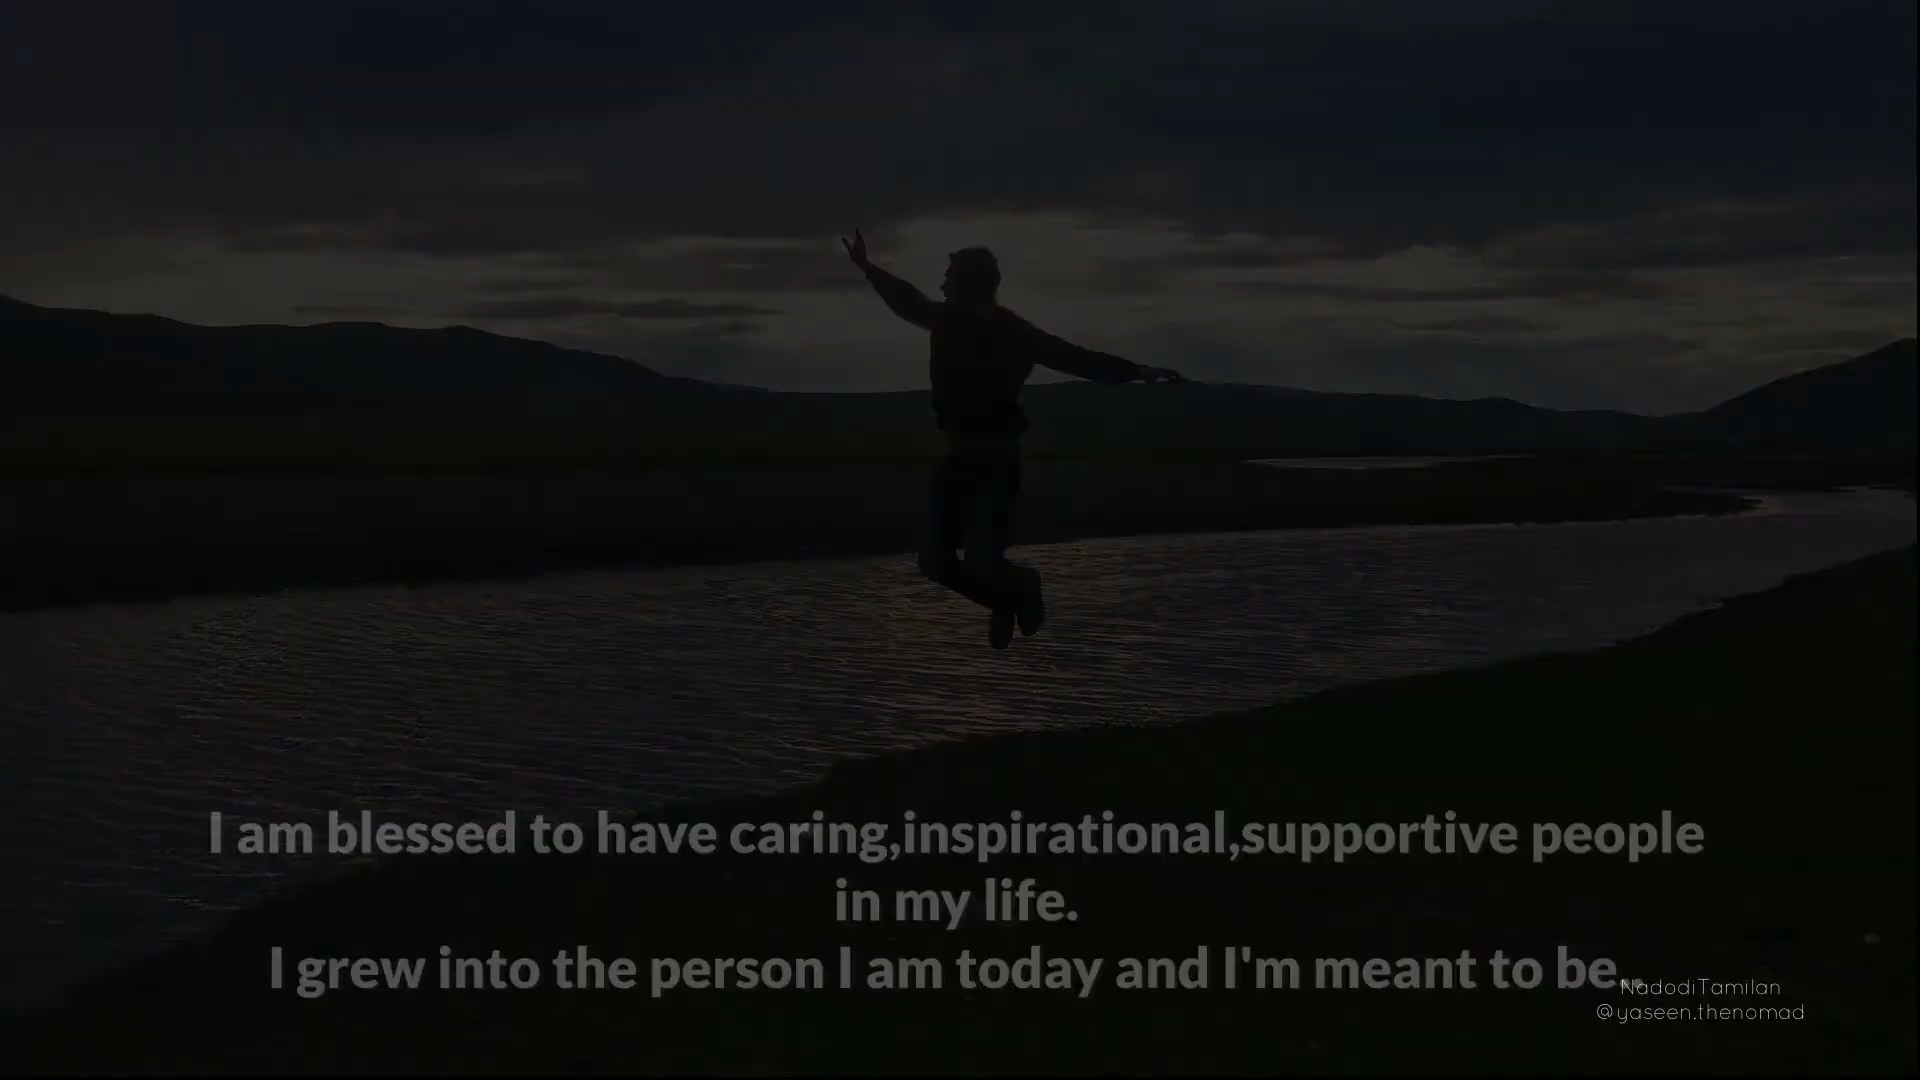 I am blessed to have caring,inspirational,supportive people
in my life.
I grew into the person I am today and I'm meant to be..
NadodiTamilan
@yaseen.thenomad